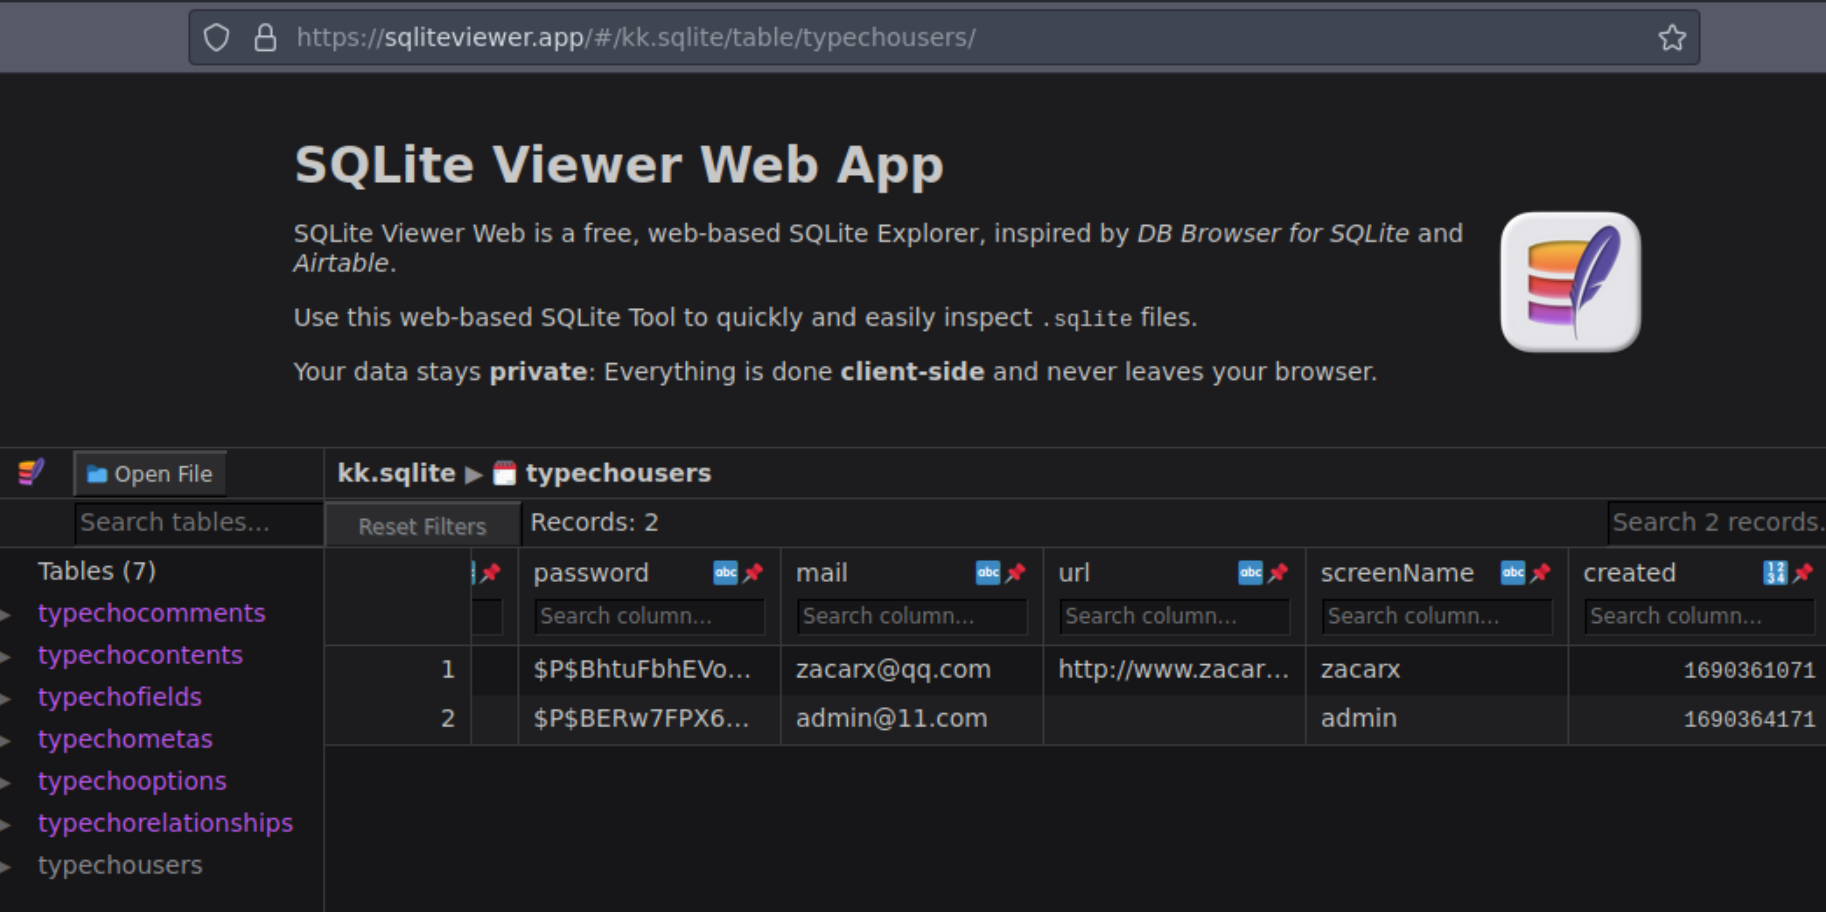 https://sqliteviewer.app/#/kk.sqlite/table/typechousers/
SQLite Viewer Web App
SQLite Viewer Web is a free, web-based SQLite Explorer, inspired by DB Browser for SQLite and
Airtable.
Use this web-based SQLite Tool to quickly and easily inspect .sqlite files.
Your data stays private: Everything is done client-side and never leaves your browser.
Open File
kk.sqlite ▶ typechousers
Search tables...
Reset Filters
Records: 2
Search 2 records.
Tables (7)
typechocomments
typechocontents
typechofields
typechometas
typechooptions
typechorelationships
typechousers
password abc mail abc url abc screenName abc created 1234
Search column... Search column... Search column... Search column... Search column...
1 $P$BhtuFbhEVo... zacarx@qq.com http://www.zacar... zacarx 1690361071
2 $P$BERw7FPX6... admin@11.com admin 1690364171